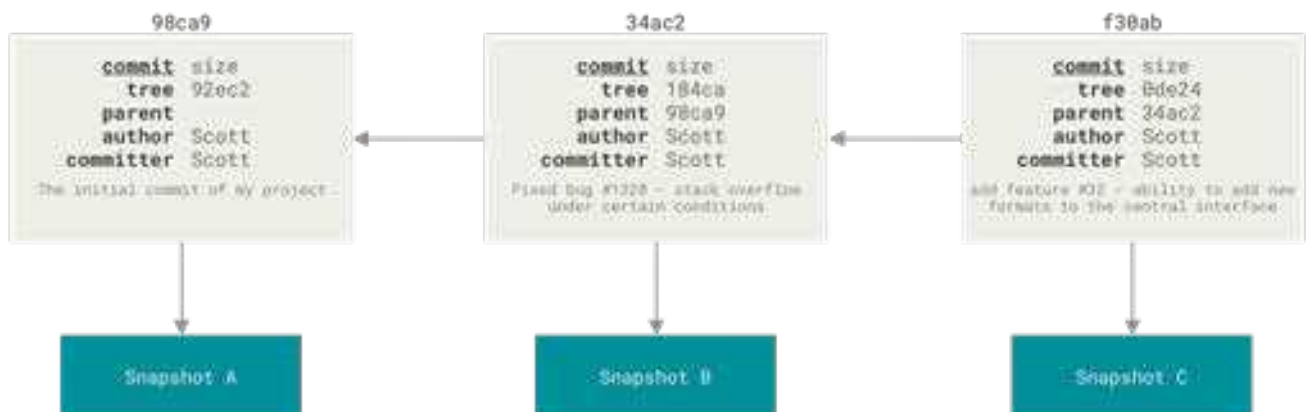 98ca9
commit size
tree 92ec2
parent
author Scott
committer Scott
The initial commit of my project
Snapshot A
34ac2
commit size
tree 184ca
parent 98ca9
author Scott
committer Scott
Fixed bug #1328 - stack overflow
under certain conditions
Snapshot B
f30ab
commit size
tree 0de24
parent 34ac2
author Scott
committer Scott
add feature #32 - ability to add new
formats to the central interface
Snapshot C